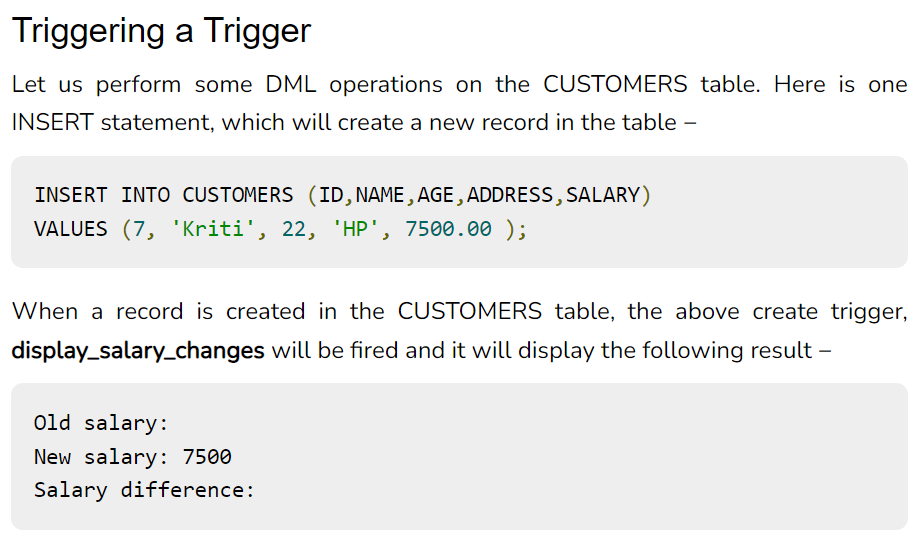 Triggering a Trigger
Let us perform some DML operations on the CUSTOMERS table. Here is one
INSERT statement, which will create a new record in the table –
INSERT INTO CUSTOMERS (ID,NAME,AGE,ADDRESS,SALARY)
VALUES (7, 'Kriti', 22, 'HP', 7500.00 );
When a record is created in the CUSTOMERS table, the above create trigger,
display_salary_changes will be fired and it will display the following result –
Old salary:
New salary: 7500
Salary difference: